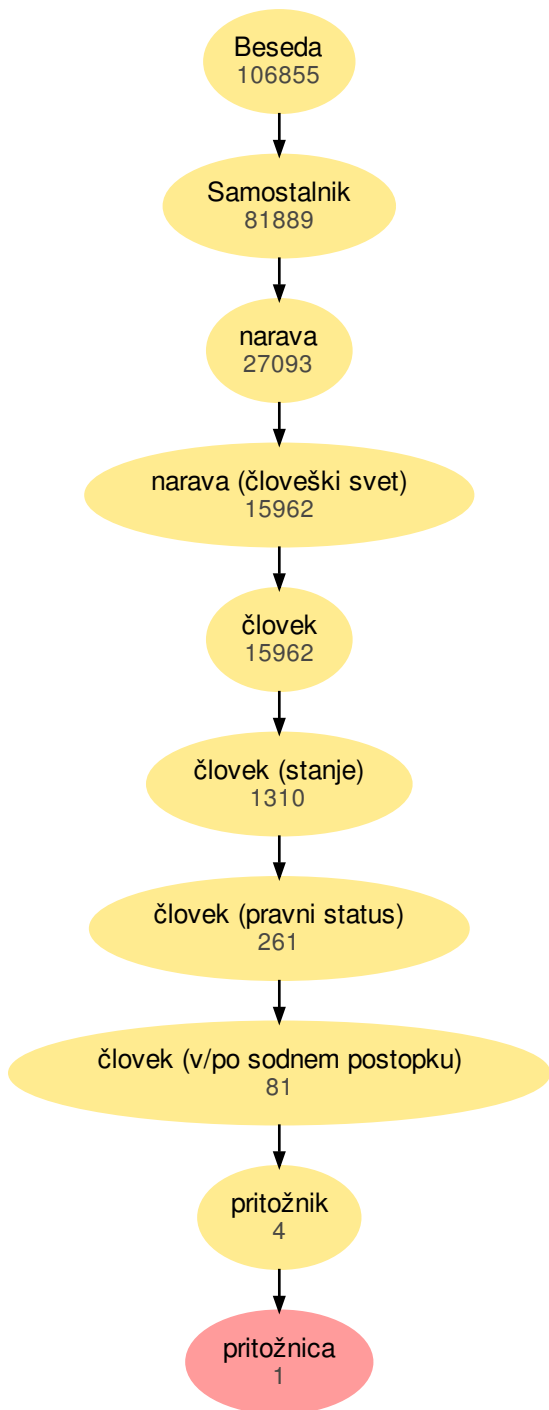 Beseda
106855
Samostalnik
81889
narava
27093
narava (človeški svet)
15962
človek
15962
človek (stanje)
1310
človek (pravni status)
261
človek (v/po sodnem postopku)
81
pritožnik
4
pritožnica
1